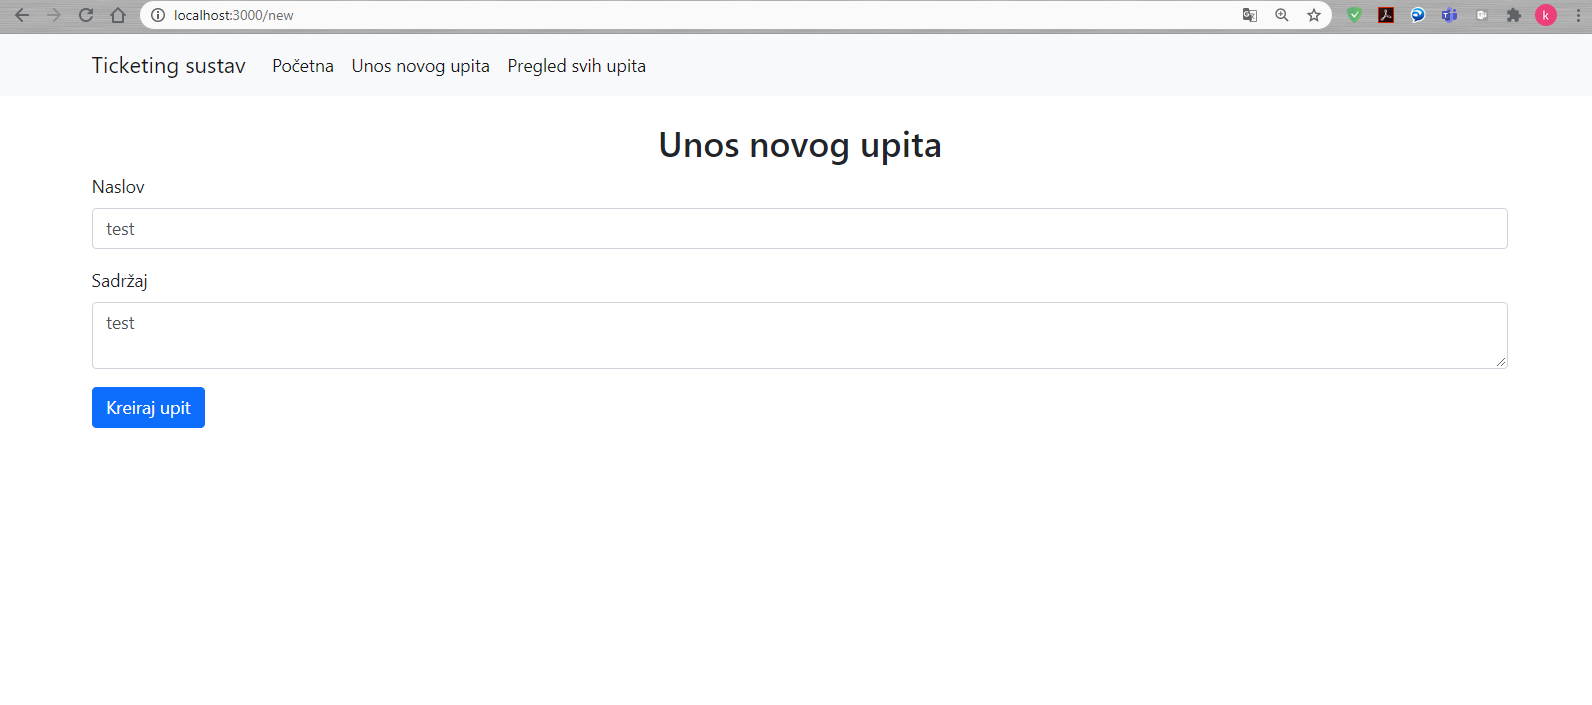 localhost:3000/new
k
Ticketing sustav Početna Unos novog upita Pregled svih upita
Unos novog upita
Naslov
test
Sadržaj
test
Kreiraj upit